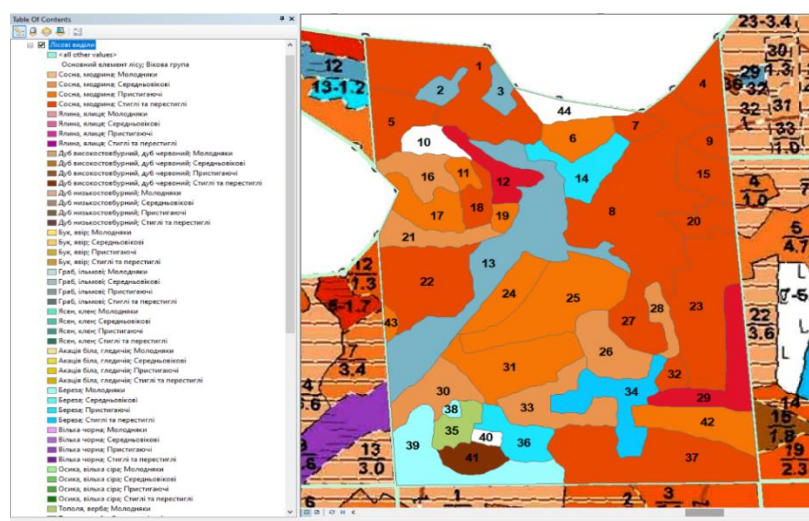 Table Of Contents
Лісові виділи
<all other values>
Основний елемент лісу; Вікова група
Сосна, модрина; Молодняки
Сосна, модрина; Середньовікові
Сосна, модрина; Пристигаючі
Сосна, модрина; Стиглі та перестиглі
Ялина, ялиця; Молодняки
Ялина, ялиця; Середньовікові
Ялина, ялиця; Пристигаючі
Ялина, ялиця; Стиглі та перестиглі
Дуб високостовбурний, дуб червоний; Молодняки
Дуб високостовбурний, дуб червоний; Середньовікові
Дуб високостовбурний, дуб червоний; Пристигаючі
Дуб високостовбурний, дуб червоний; Стиглі та перестиглі
Дуб низькостовбурний; Молодняки
Дуб низькостовбурний; Середньовікові
Дуб низькостовбурний; Пристигаючі
Дуб низькостовбурний; Стиглі та перестиглі
Бук, явір; Молодняки
Бук, явір; Середньовікові
Бук, явір; Пристигаючі
Бук, явір; Стиглі та перестиглі
Граб, ільмові; Молодняки
Граб, ільмові; Середньовікові
Граб, ільмові; Пристигаючі
Граб, ільмові; Стиглі та перестиглі
Ясен, клен; Молодняки
Ясен, клен; Середньовікові
Ясен, клен; Пристигаючі
Ясен, клен; Стиглі та перестиглі
Акація біла, гледичія; Молодняки
Акація біла, гледичія; Середньовікові
Акація біла, гледичія; Пристигаючі
Акація біла, гледичія; Стиглі та перестиглі
Береза; Молодняки
Береза; Середньовікові
Береза; Пристигаючі
Береза; Стиглі та перестиглі
Вільха чорна; Молодняки
Вільха чорна; Середньовікові
Вільха чорна; Пристигаючі
Вільха чорна; Стиглі та перестиглі
Осика, вільха сіра; Молодняки
Осика, вільха сіра; Середньовікові
Осика, вільха сіра; Пристигаючі
Осика, вільха сіра; Стиглі та перестиглі
Тополя, верба; Молодняки
23-3.4
30
1.3
29
32
31
33
1.0
12
13-1.2
1
2
3
4
44
5
6
7
9
10
16
11
12
14
15
18
17
19
8
20
21
13
22
24
25
23
27
28
43
26
31
32
34
29
30
33
38
35
40
36
42
39
41
37
4
1.0
5
4.7
22
3.6
14
15
1.8
19
2.3
12
1.3
7
3.4
4
13
3.0
1
2
3